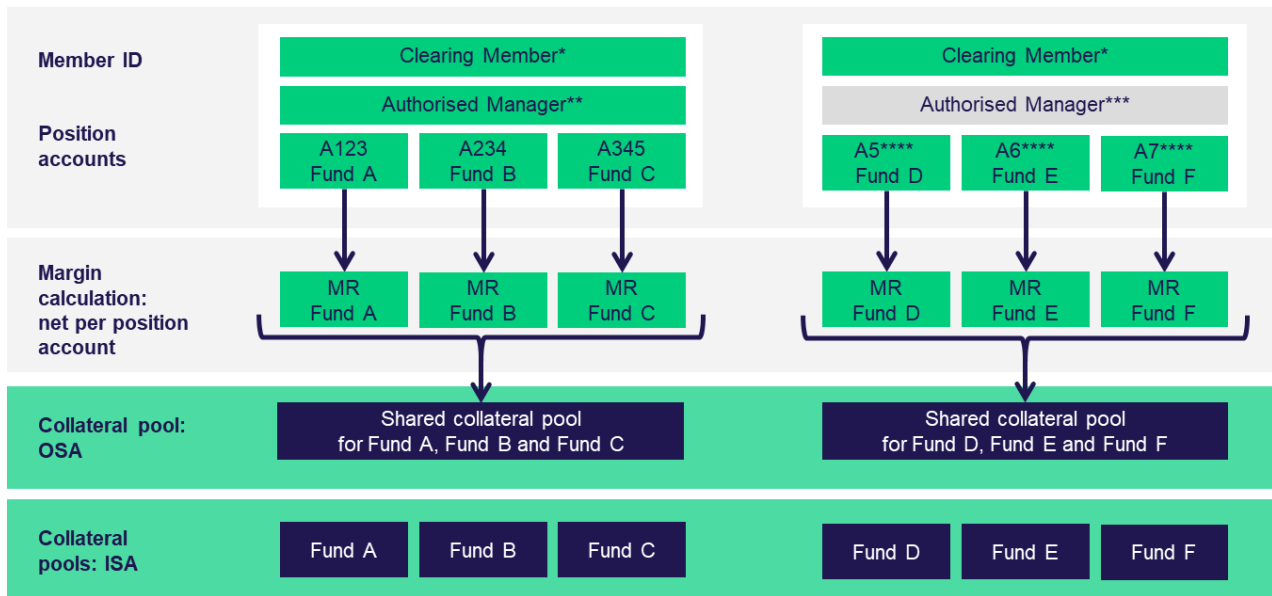 Member ID
Clearing Member*
Clearing Member*
Authorised Manager**
Authorised Manager***
Position
accounts
A123
Fund A
A234
Fund B
A345
Fund C
A5****
Fund D
A6****
Fund E
A7****
Fund F
Margin
calculation:
net per position
account
MR
Fund A
MR
Fund B
MR
Fund C
MR
Fund D
MR
Fund E
MR
Fund F
Collateral pool:
OSA
Shared collateral pool
for Fund A, Fund B and Fund C
Shared collateral pool
for Fund D, Fund E and Fund F
Collateral
pools: ISA
Fund A
Fund B
Fund C
Fund D
Fund E
Fund F